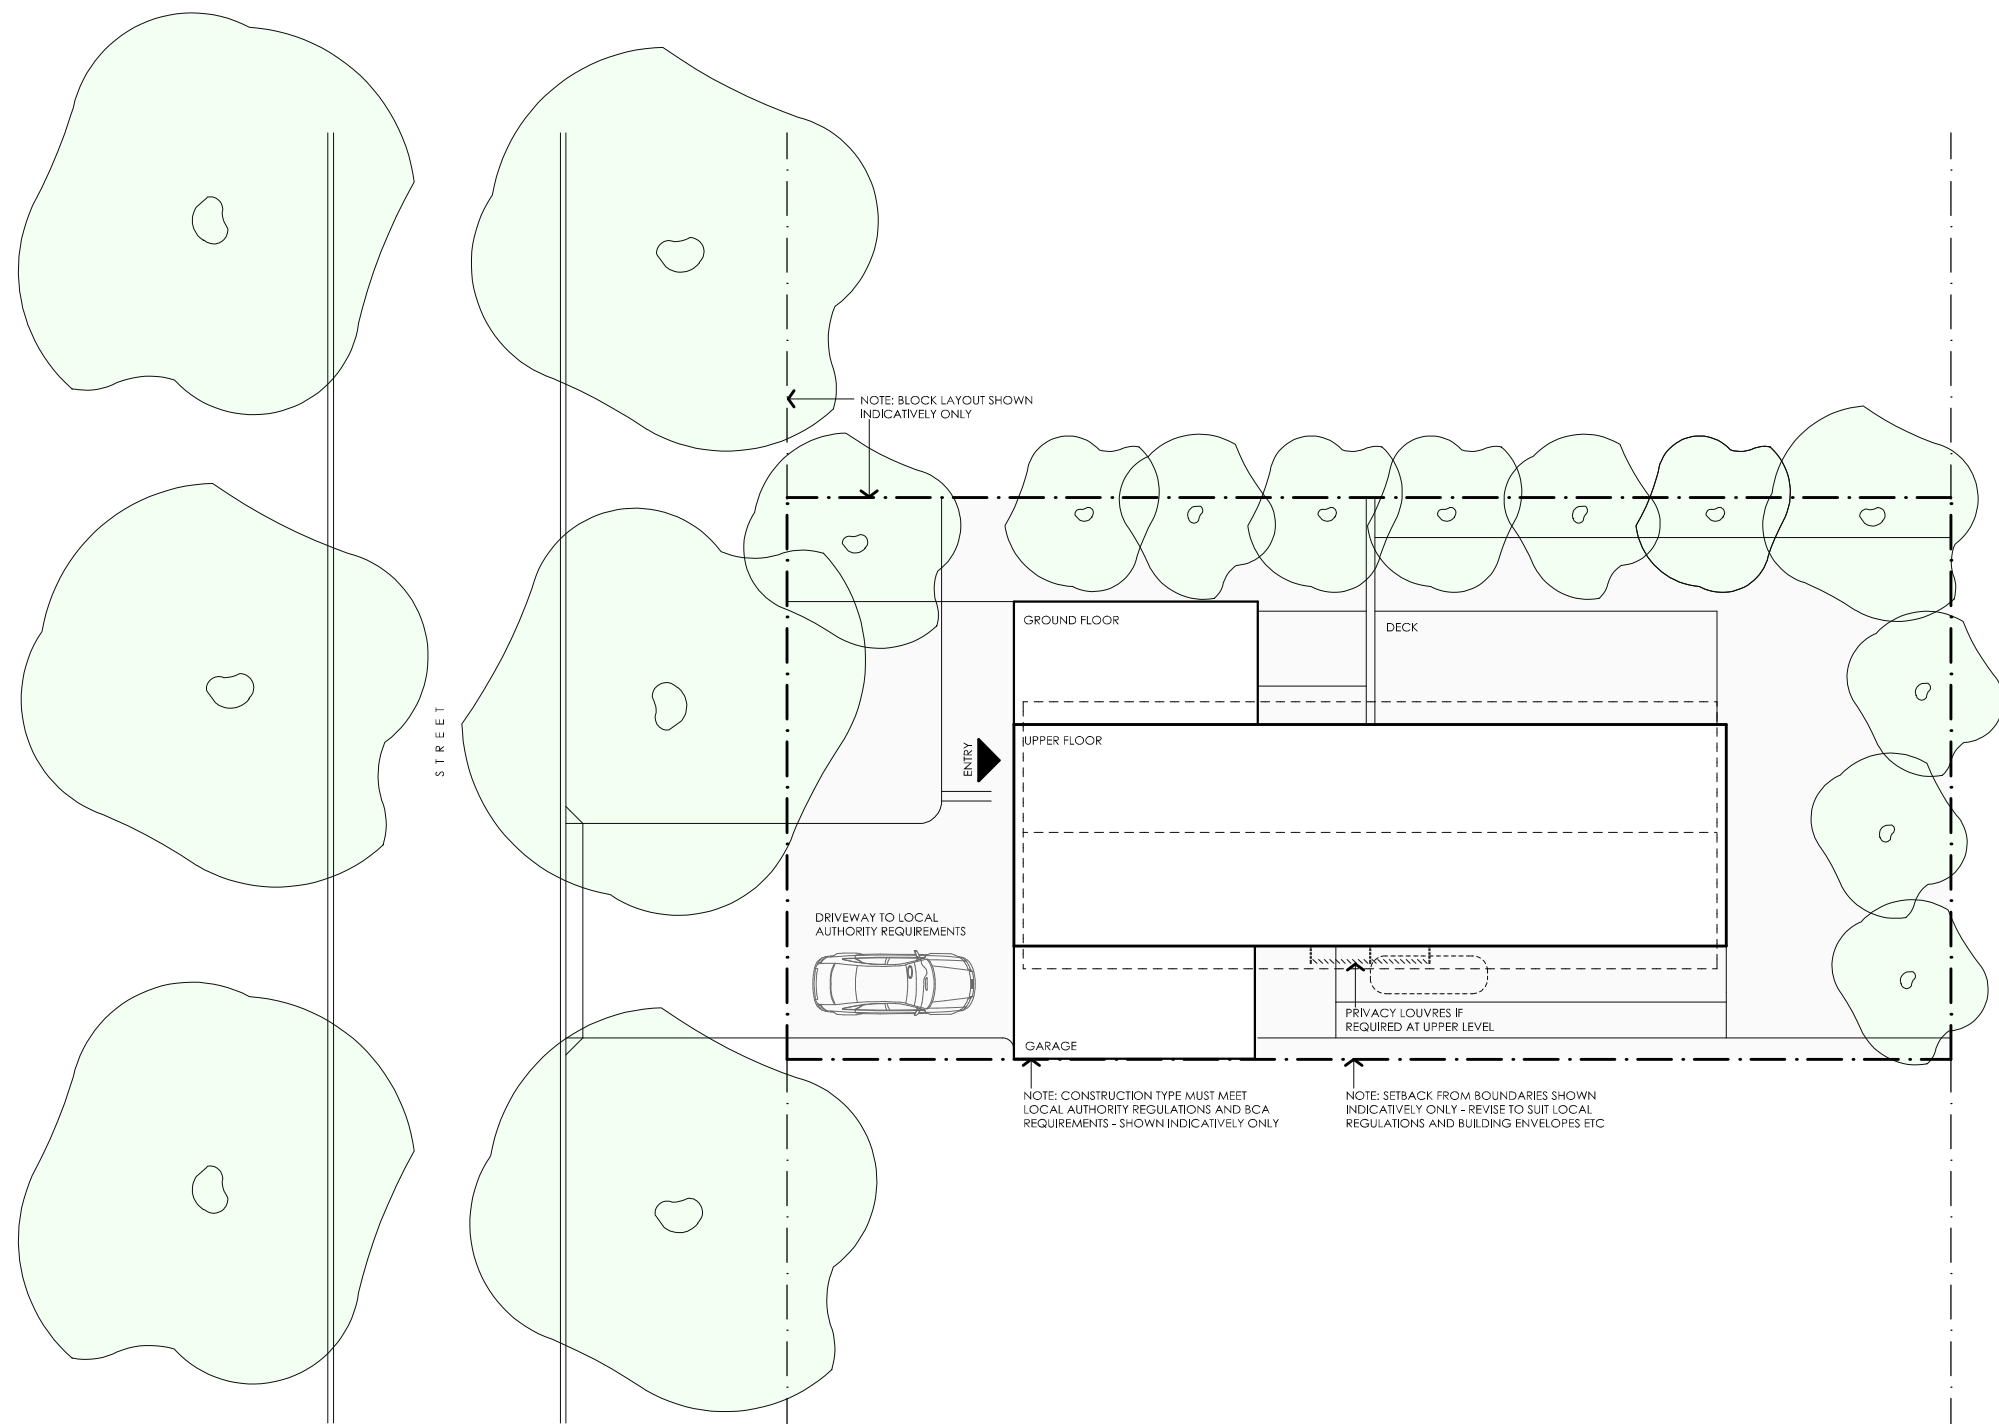 NOTE: BLOCK LAYOUT SHOWN
INDICATIVELY ONLY
GROUND FLOOR
DECK
STREET
ENTRY
UPPER FLOOR
DRIVEWAY TO LOCAL
AUTHORITY REQUIREMENTS
PRIVACY LOUVRES IF
REQUIRED AT UPPER LEVEL
GARAGE
NOTE: CONSTRUCTION TYPE MUST MEET
LOCAL AUTHORITY REGULATIONS AND BCA
REQUIREMENTS - SHOWN INDICATIVELY ONLY
NOTE: SETBACK FROM BOUNDARIES SHOWN
INDICATIVELY ONLY - REVISE TO SUIT LOCAL
REGULATIONS AND BUILDING ENVELOPES ETC